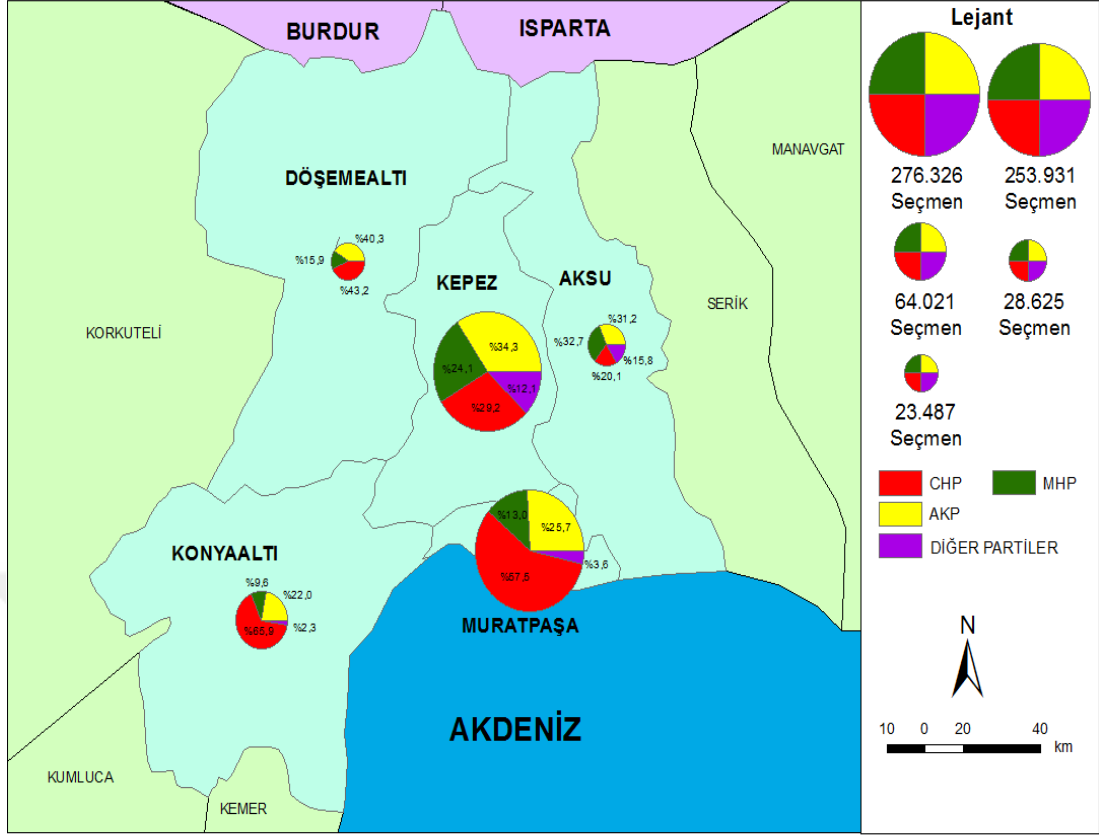 BURDUR
ISPARTA
MANAVGAT
DÖŞEMEALTI
%40,3
%15,9
%43,2
KEPEZ
AKSU
SERİK
KORKUTELİ
%34,3
%24,1
%12,1
%29,2
%31,2
%32,7
%15,8
%20,1
%13,0
%25,7
%3,6
%57,6
MURATPAŞA
KONYAALTI
%9,6
%22,0
%2,3
%65,9
AKDENİZ
KUMLUCA
KEMER
Lejant
276.326
Seçmen
253.931
Seçmen
64.021
Seçmen
28.625
Seçmen
23.487
Seçmen
CHP
MHP
AKP
DİĞER PARTİLER
N
10 0 20 40
km